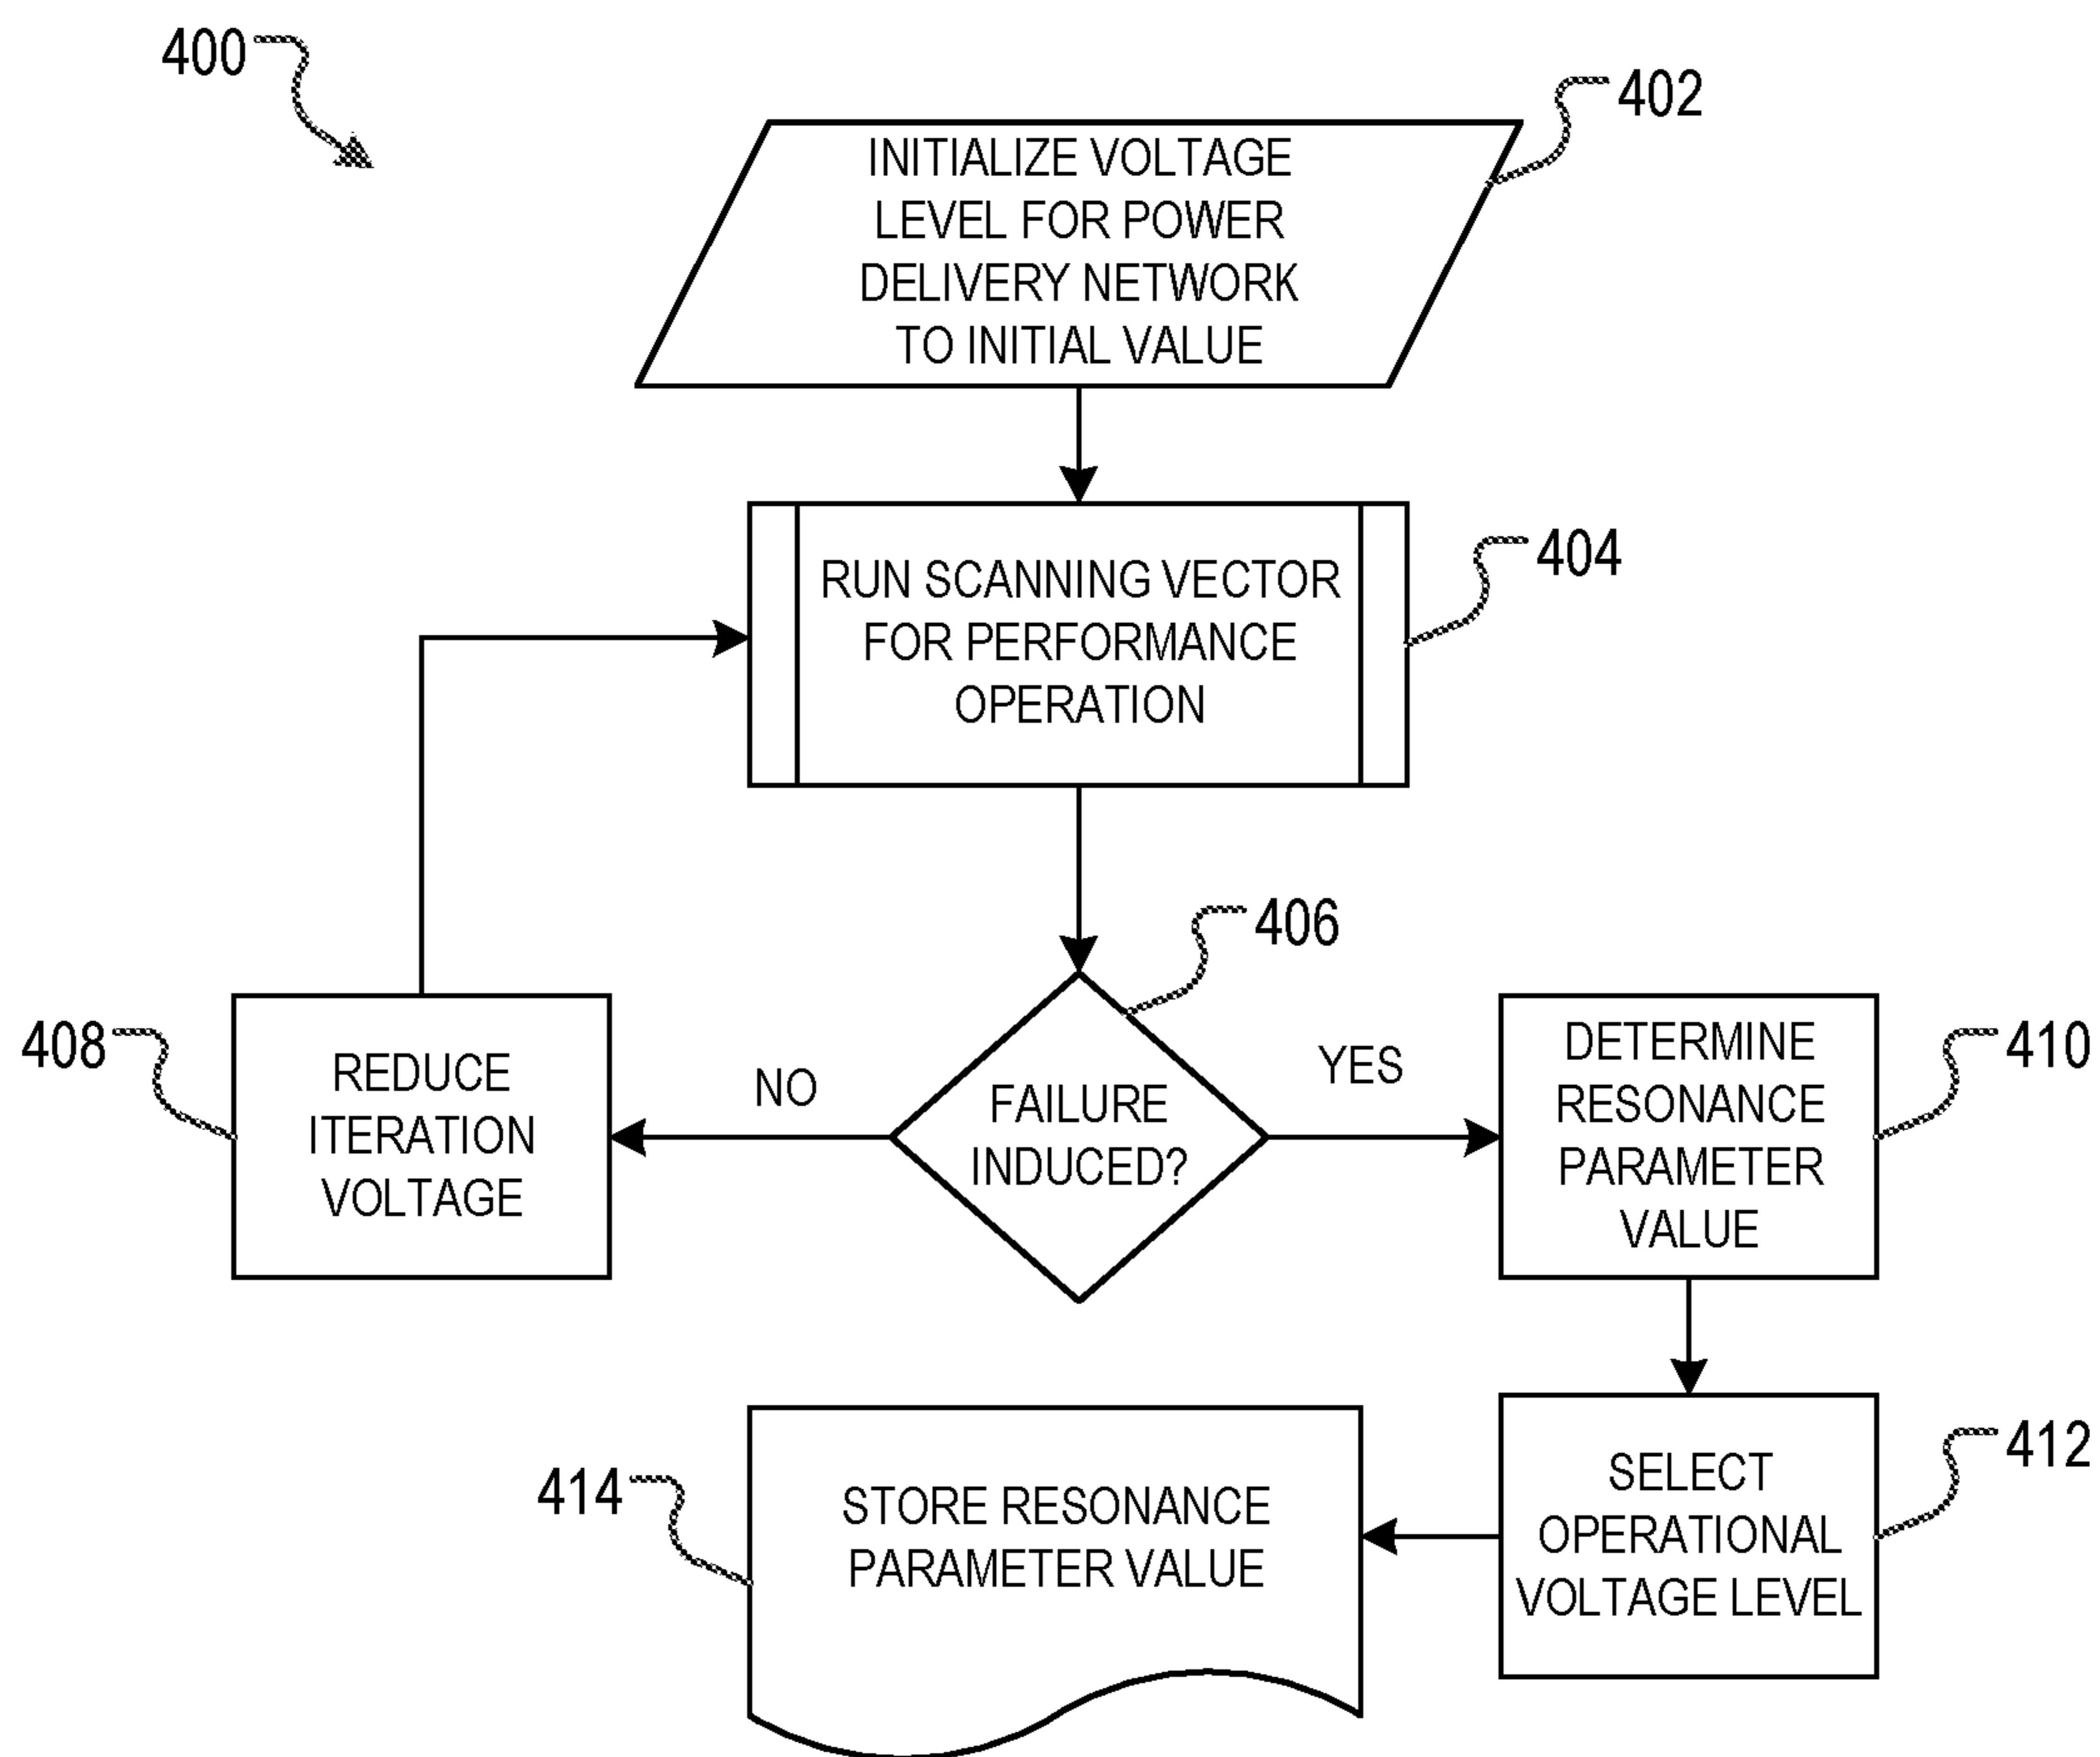 400
402
INITIALIZE VOLTAGE
LEVEL FOR POWER
DELIVERY NETWORK
TO INITIAL VALUE
404
RUN SCANNING VECTOR
FOR PERFORMANCE
OPERATION
406
FAILURE
INDUCED?
NO
YES
408
REDUCE
ITERATION
VOLTAGE
410
DETERMINE
RESONANCE
PARAMETER
VALUE
412
SELECT
OPERATIONAL
VOLTAGE LEVEL
414
STORE RESONANCE
PARAMETER VALUE